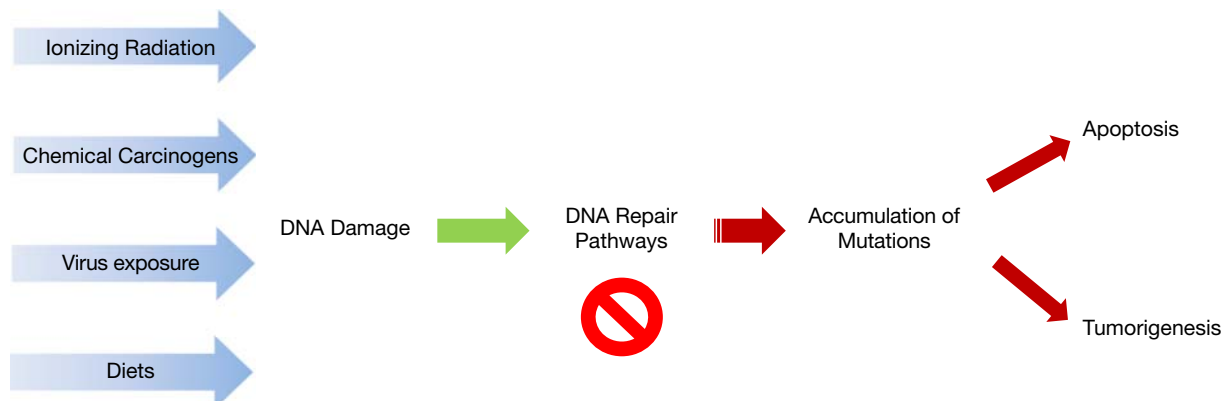 Ionizing Radiation
Chemical Carcinogens
Virus exposure
Diets
DNA Damage
DNA Repair
Pathways
Accumulation of
Mutations
Apoptosis
Tumorigenesis